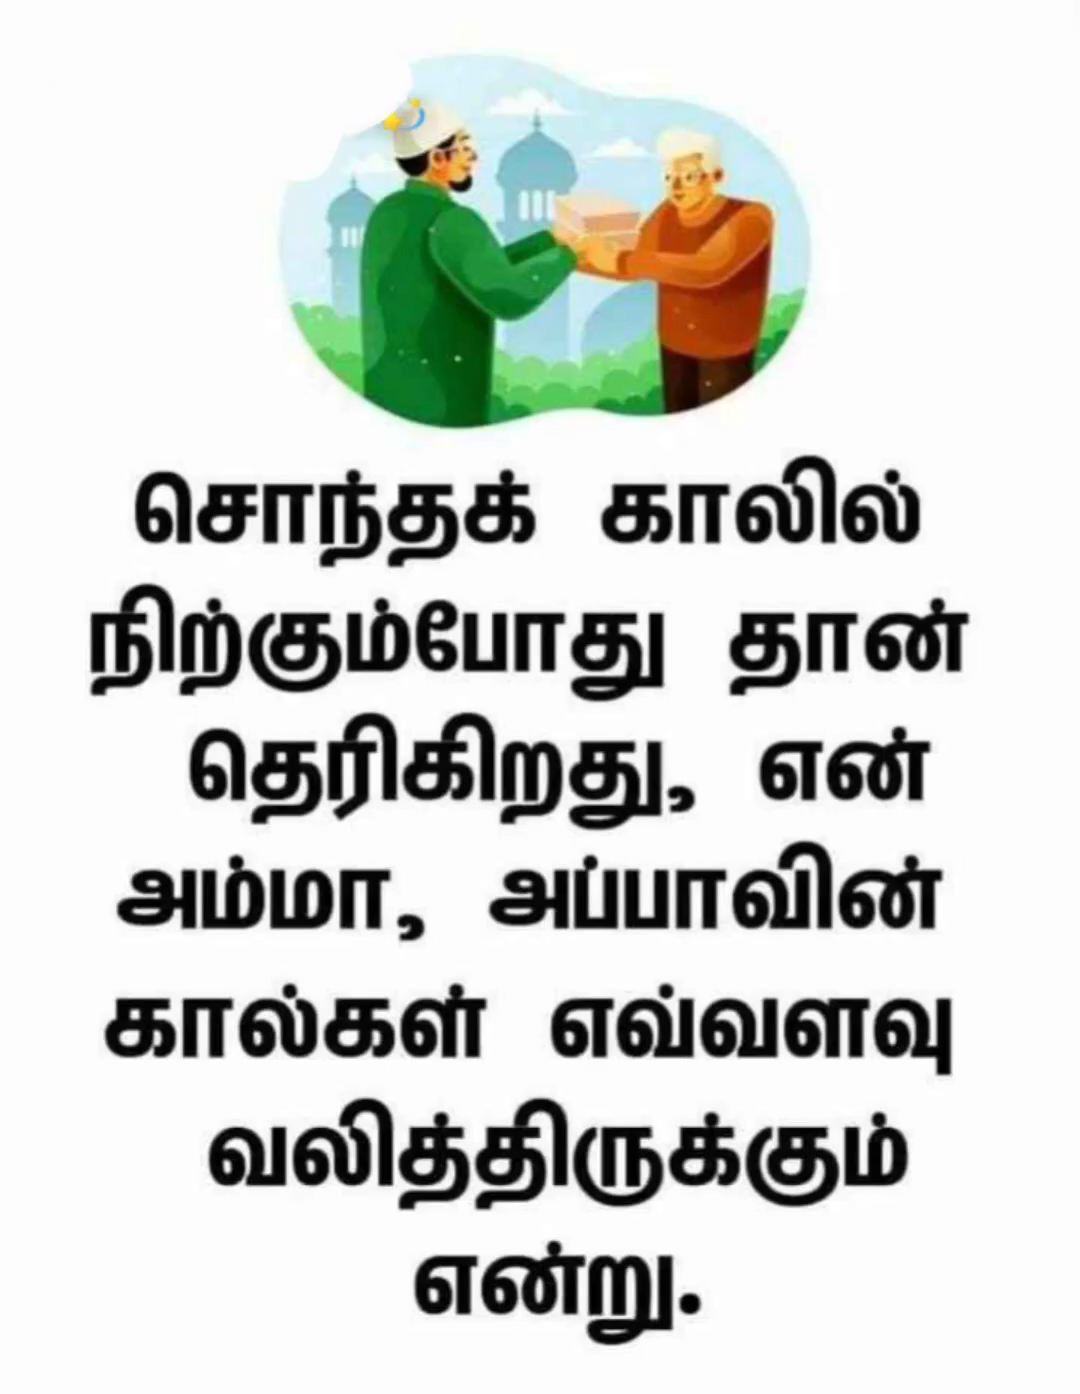 சொந்தக் காலில்
நிற்கும்போது தான்
தெரிகிறது, என்
அம்மா, அப்பாவின்
கால்கள் எவ்வளவு
வலித்திருக்கும்
என்று.